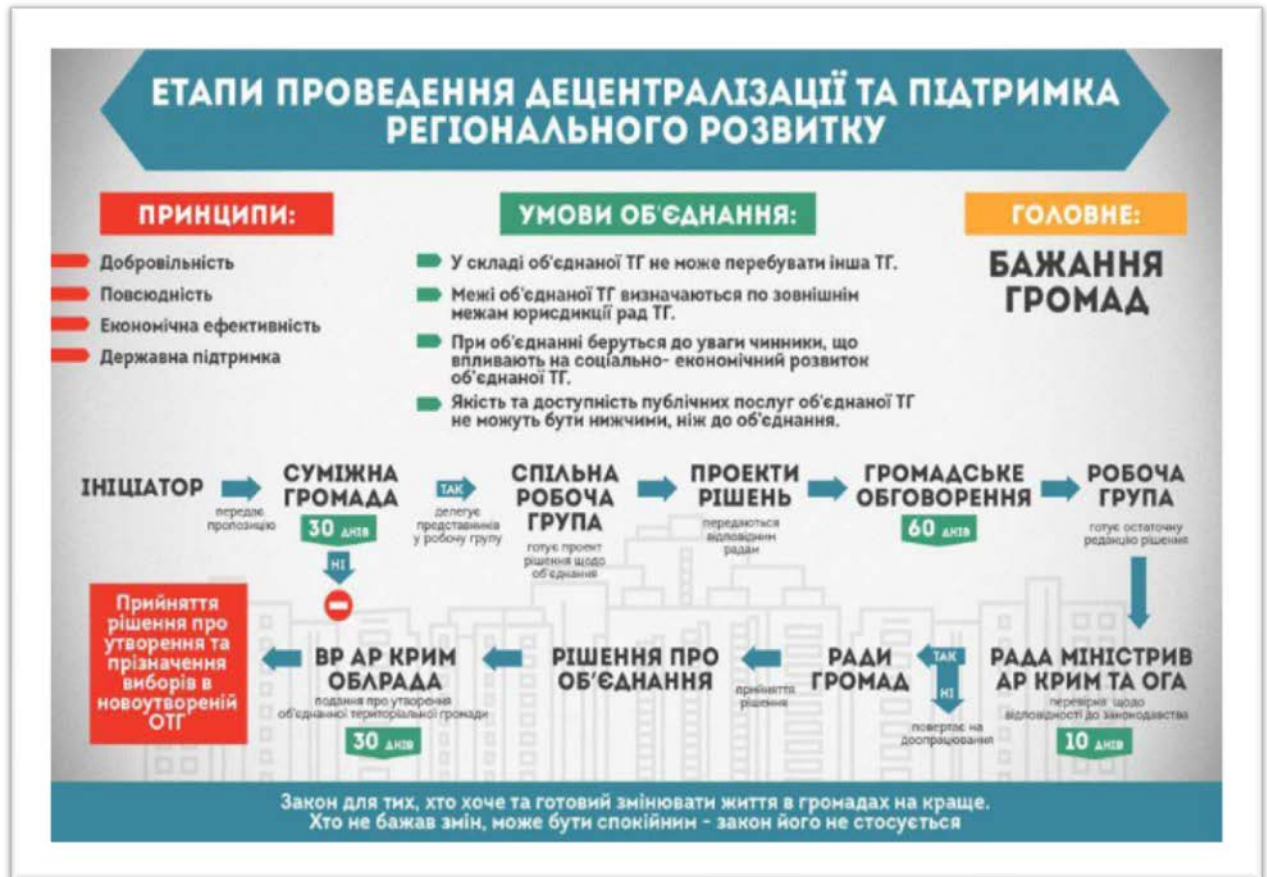 ЕТАПИ ПРОВЕДЕННЯ ДЕЦЕНТРАЛІЗАЦІЇ ТА ПІДТРИМКА
РЕГІОНАЛЬНОГО РОЗВИТКУ
ПРИНЦИПИ:
Добровільність
Повсюдність
Економічна ефективність
Державна підтримка
УМОВИ ОБ'ЄДНАННЯ:
У складі об'єднаної ТГ не може перебувати інша ТГ.
Межі об'єднаної ТГ визначаються по зовнішнім
межам юрисдикції рад ТГ.
При об'єднанні беруться до уваги чинники, що
впливають на соціально- економічний розвиток
об'єднаної ТГ.
Якість та доступність публічних послуг об'єднаної ТГ
не можуть бути нижчими, ніж до об'єднання.
ГОЛОВНЕ:
БАЖАННЯ
ГРОМАД
ІНІЦІАТОР
передає
пропозицію
СУМІЖНА
ГРОМАДА
30 ДНІВ
НІ
ТАК
делегує
представників
у робочу групу
СПІЛЬНА
РОБОЧА
ГРУПА
готує проект
рішення щодо
об'єднання
ПРОЕКТИ
РІШЕНЬ
передаються
відповідним
радам
ГРОМАДСЬКЕ
ОБГОВОРЕННЯ
60 ДНІВ
РОБОЧА
ГРУПА
готує остаточну
редакцію рішення
РАДА МІНІСТРИВ
АР КРИМ ТА ОГА
перевірка щодо
відповідності до законодавства
10 ДНІВ
ТАК
НІ
повертає на
доопрацювання
РАДИ
ГРОМАД
прийняття
рішення
РІШЕННЯ ПРО
ОБ'ЄДНАННЯ
ВР АР КРИМ
ОБЛРАДА
подання про утворення
об'єднанної територіальної громади
30 ДНІВ
Прийняття
рішення про
утворення та
прізначення
виборів в
новоутвореній
ОТГ
Закон для тих, хто хоче та готовий змінювати життя в громадах на краще.
Хто не бажав змін, може бути спокійним - закон його не стосується